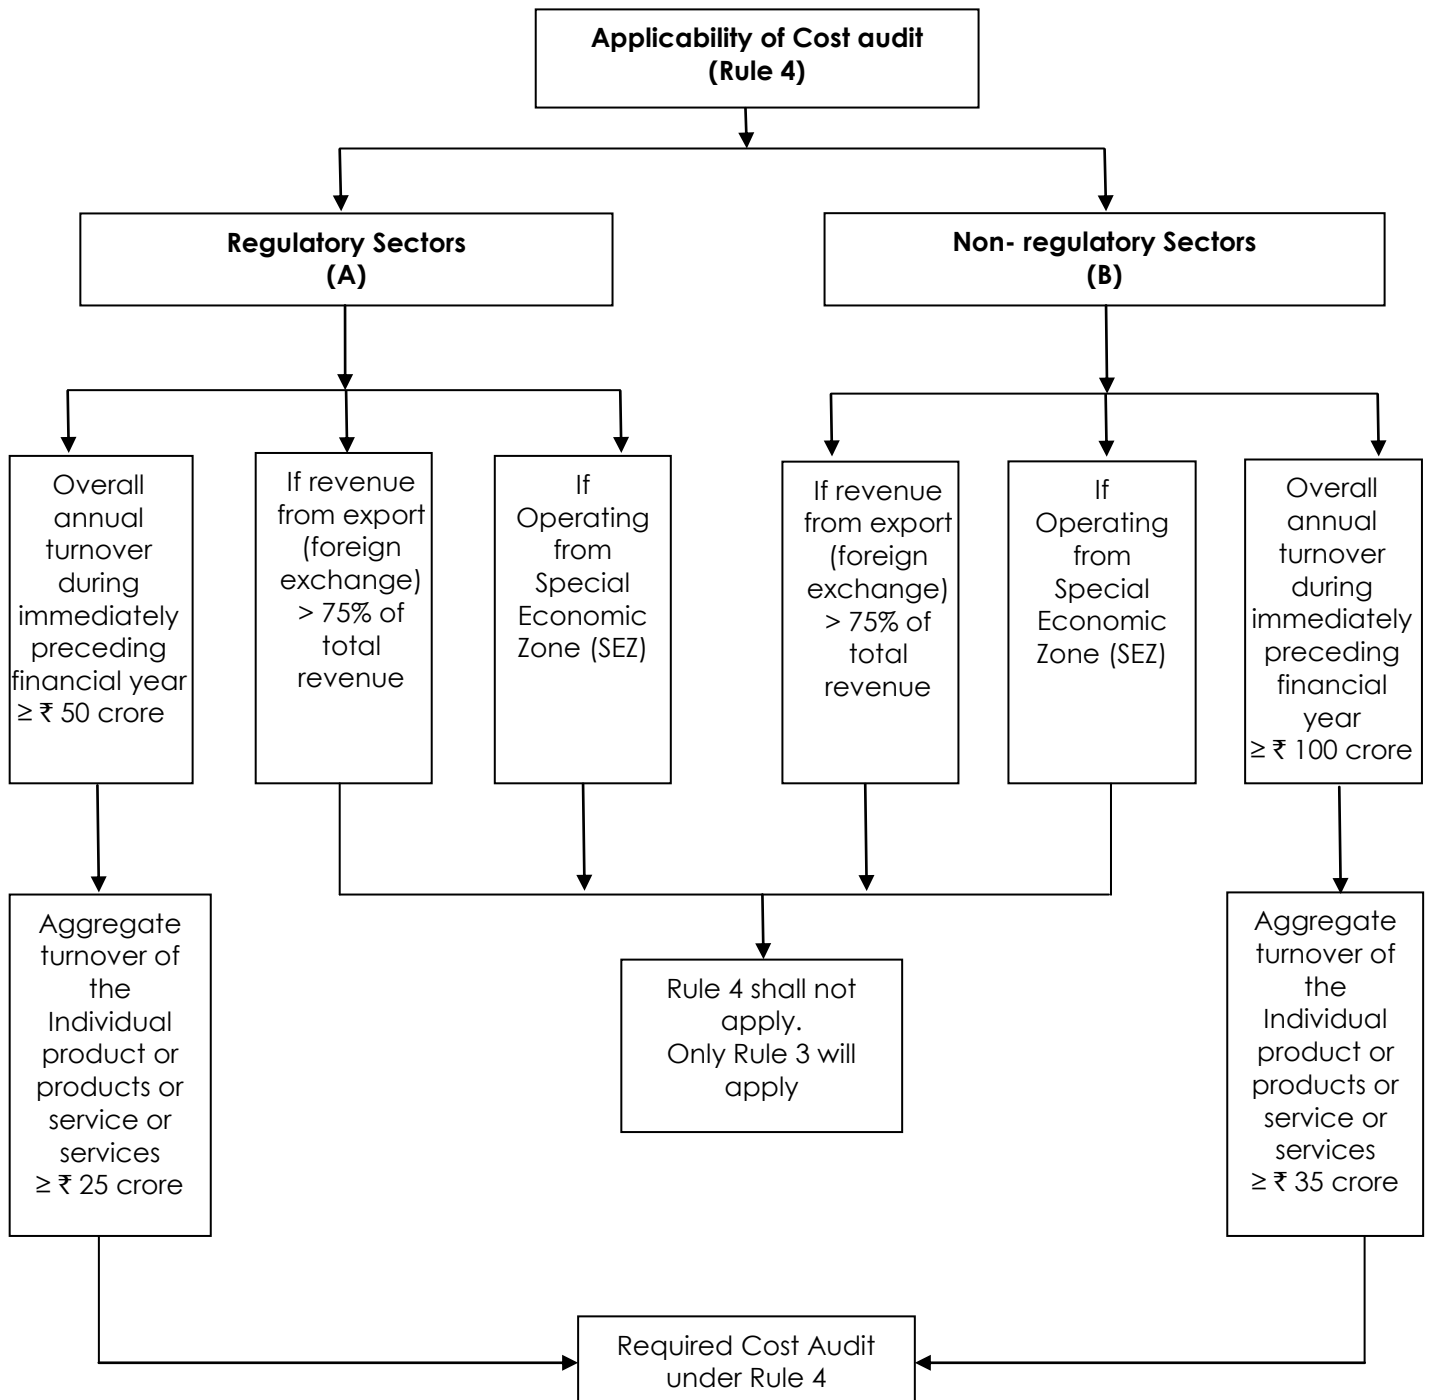 Applicability of Cost audit
(Rule 4)
Regulatory Sectors
(A)
Non- regulatory Sectors
(B)
Overall
annual
turnover
during
immediately
preceding
financial year
≥ ₹ 50 crore
If revenue
from export
(foreign
exchange)
> 75% of
total
revenue
If
Operating
from
Special
Economic
Zone (SEZ)
If revenue
from export
(foreign
exchange)
> 75% of
total
revenue
If
Operating
from
Special
Economic
Zone (SEZ)
Overall
annual
turnover
during
immediately
preceding
financial
year
≥ ₹ 100 crore
Aggregate
turnover of
the
Individual
product or
products or
service or
services
≥ ₹ 25 crore
Rule 4 shall not
apply.
Only Rule 3 will
apply
Aggregate
turnover of
the
Individual
product or
products or
service or
services
≥ ₹ 35 crore
Required Cost Audit
under Rule 4